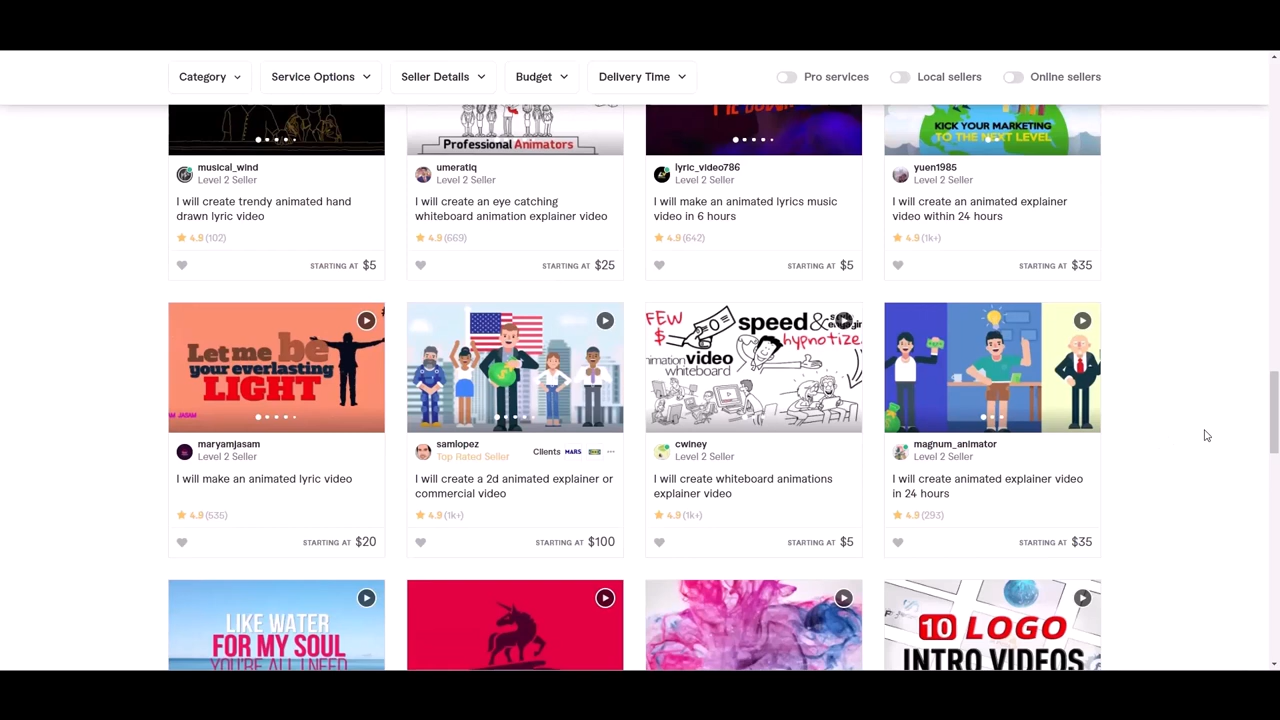 Category
Service Options
Seller Details
Budget
Delivery Time
Pro services
Local sellers
Online sellers
Professional Animators
KICK YOUR MARKETING
TO THE NEXT LEVEL
musical_wind
Level 2 Seller
I will create trendy animated hand
drawn lyric video
4.9 (102)
STARTING AT $5
umeratiq
Level 2 Seller
I will create an eye catching
whiteboard animation explainer video
4.9 (669)
STARTING AT $25
lyric_video786
Level 2 Seller
I will make an animated lyrics music
video in 6 hours
4.9 (642)
STARTING AT $5
yuen1985
Level 2 Seller
I will create an animated explainer
video within 24 hours
4.9 (1k+)
STARTING AT $35
Let me be
your everlasting
LIGHT
maryamjasam
Level 2 Seller
I will make an animated lyric video
4.9 (535)
STARTING AT $20
samlopez
Top Rated Seller
Clients MARS
I will create a 2d animated explainer or
commercial video
4.9 (1k+)
STARTING AT $100
FEW
$
speed &
hypnotize
video
whiteboard
cwiney
Level 2 Seller
I will create whiteboard animations
explainer video
4.9 (1k+)
STARTING AT $5
magnum_animator
Level 2 Seller
I will create animated explainer video
in 24 hours
4.9 (293)
STARTING AT $35
LIKE WATER
FOR MY SOUL
YOU'RE ALL I NEED
10 LOGO
INTRO VIDEOS